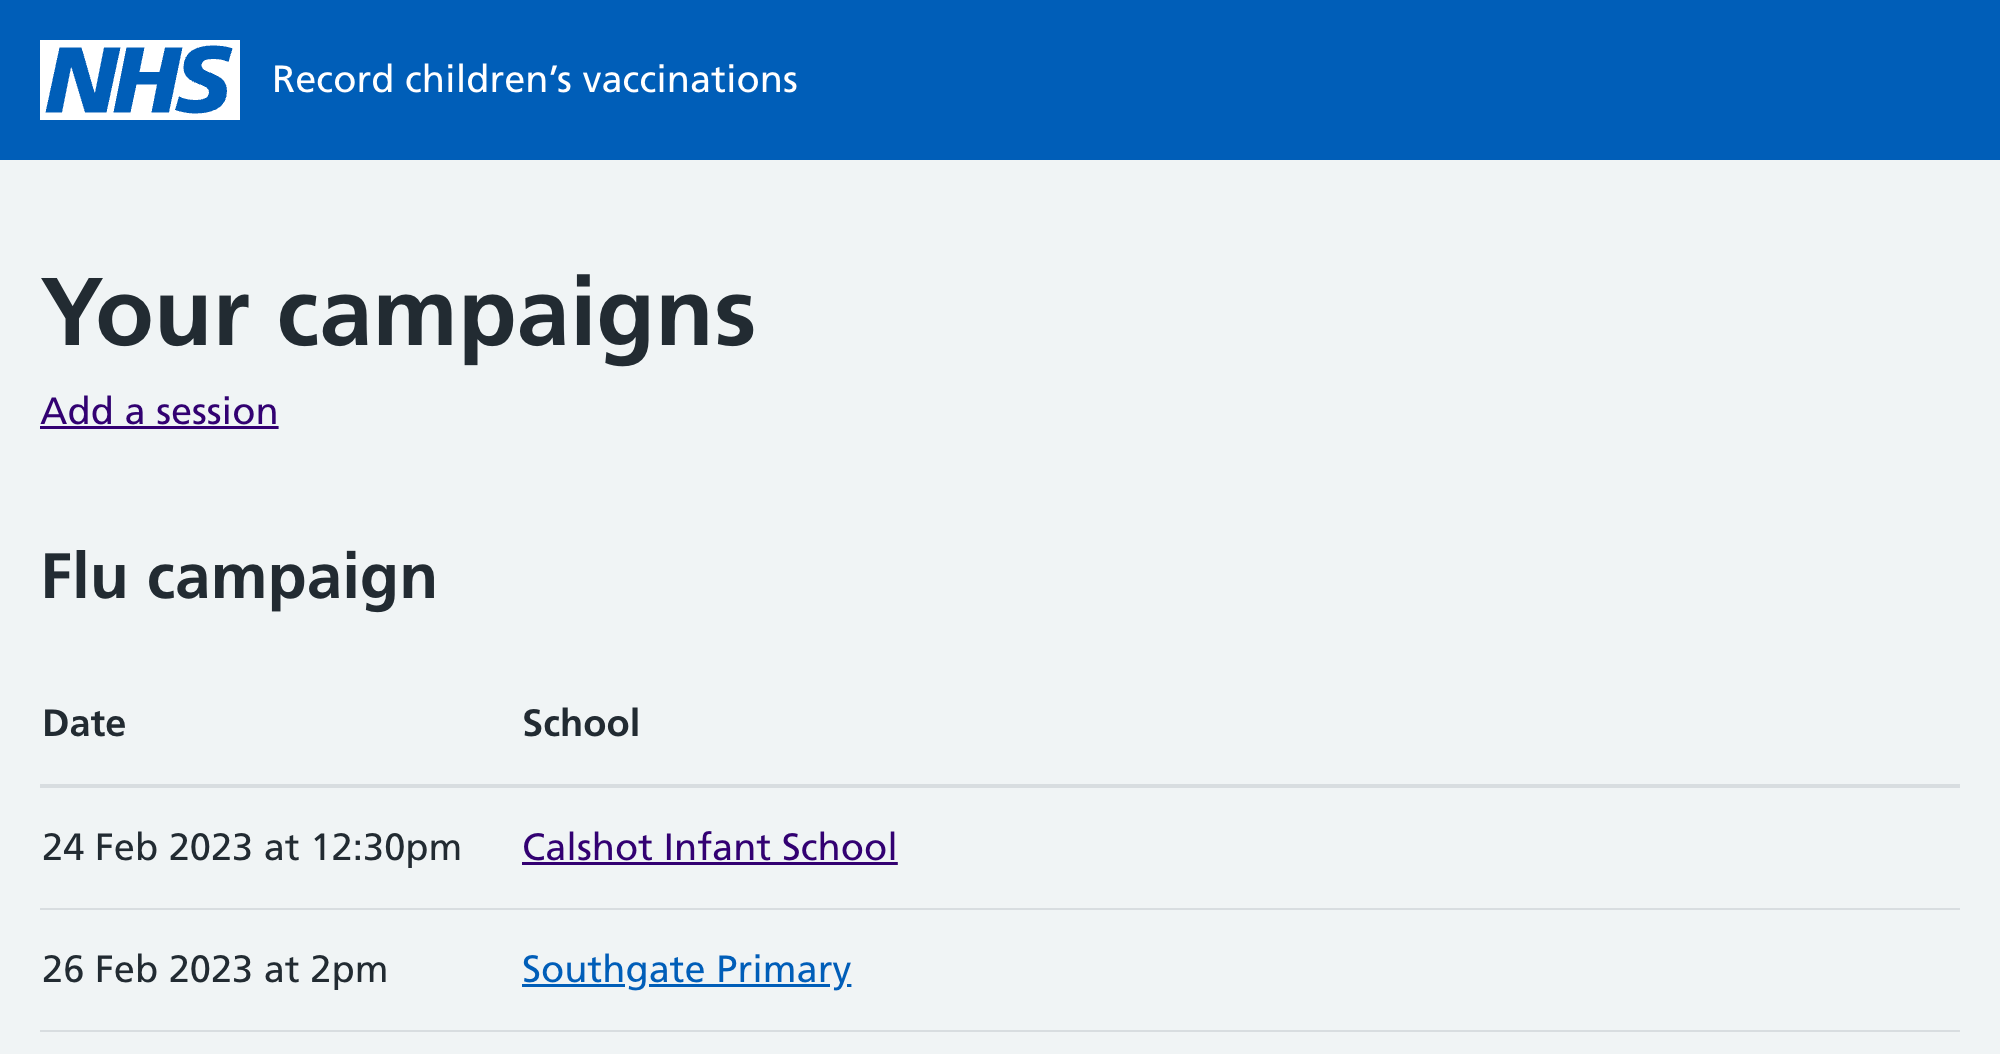 NHS Record children’s vaccinations
Your campaigns
Add a session
Flu campaign
Date School
24 Feb 2023 at 12:30pm Calshot Infant School
26 Feb 2023 at 2pm Southgate Primary